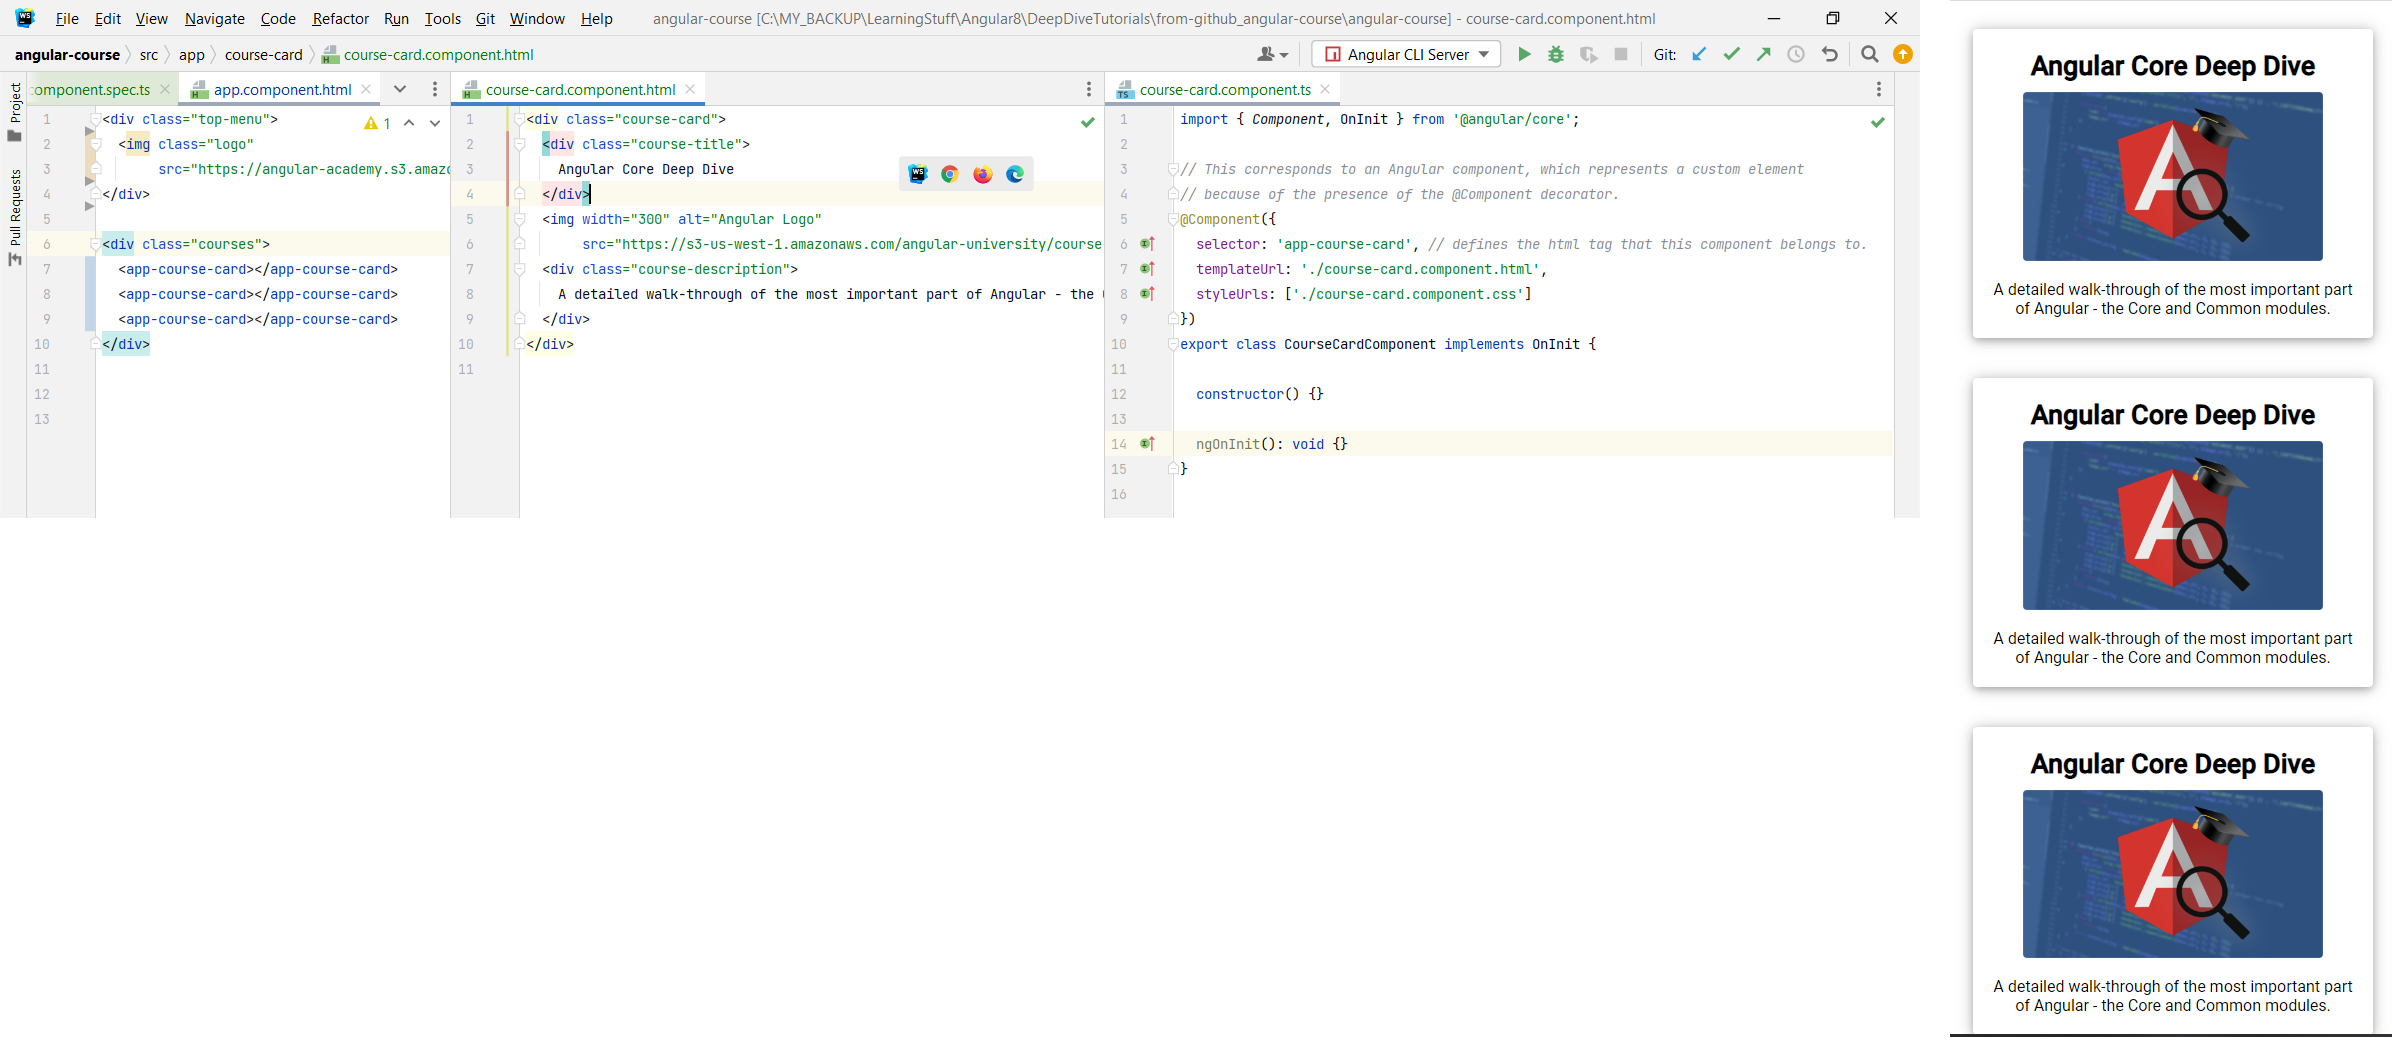 File Edit View Navigate Code Refactor Run Tools Git Window Help angular-course [C:\MY_BACKUP\LearningStuff\Angular8\DeepDiveTutorials\from-github_angular-course\angular-course] - course-card.component.html
angular-course src app course-card course-card.component.html Angular CLI Server Git:
Project
Pull Requests
component.spec.ts app.component.html
1 <div class="top-menu"> 1
2 <img class="logo"
3 src="https://angular-academy.s3.amazo
4 </div>
5
6 <div class="courses">
7 <app-course-card></app-course-card>
8 <app-course-card></app-course-card>
9 <app-course-card></app-course-card>
10 </div>
11
12
13
course-card.component.html
1 <div class="course-card">
2 <div class="course-title">
3 Angular Core Deep Dive
4 </div>
5 <img width="300" alt="Angular Logo"
6 src="https://s3-us-west-1.amazonaws.com/angular-university/course
7 <div class="course-description">
8 A detailed walk-through of the most important part of Angular - the
9 </div>
10 </div>
11
course-card.component.ts
1 import { Component, OnInit } from '@angular/core';
2
3 // This corresponds to an Angular component, which represents a custom element
4 // because of the presence of the @Component decorator.
5 @Component({
6 selector: 'app-course-card', // defines the html tag that this component belongs to.
7 templateUrl: './course-card.component.html',
8 styleUrls: ['./course-card.component.css']
9 })
10 export class CourseCardComponent implements OnInit {
11
12 constructor() {}
13
14 ngOnInit(): void {}
15 }
16
Angular Core Deep Dive
A detailed walk-through of the most important part
of Angular - the Core and Common modules.
Angular Core Deep Dive
A detailed walk-through of the most important part
of Angular - the Core and Common modules.
Angular Core Deep Dive
A detailed walk-through of the most important part
of Angular - the Core and Common modules.